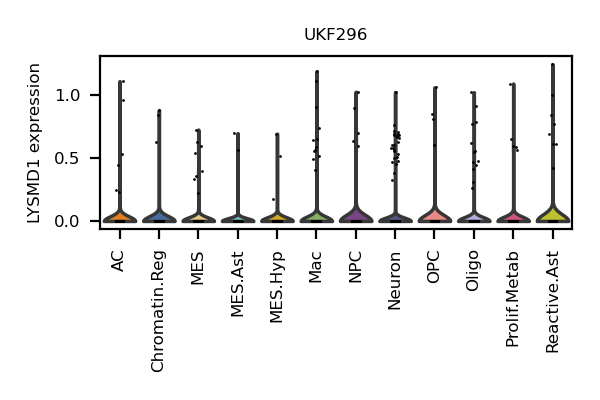 UKF296
LYSMD1 expression
1.0
0.5
0.0
AC
Chromatin.Reg
MES
MES.Ast
MES.Hyp
Mac
NPC
Neuron
OPC
Oligo
Prolif.Metab
Reactive.Ast